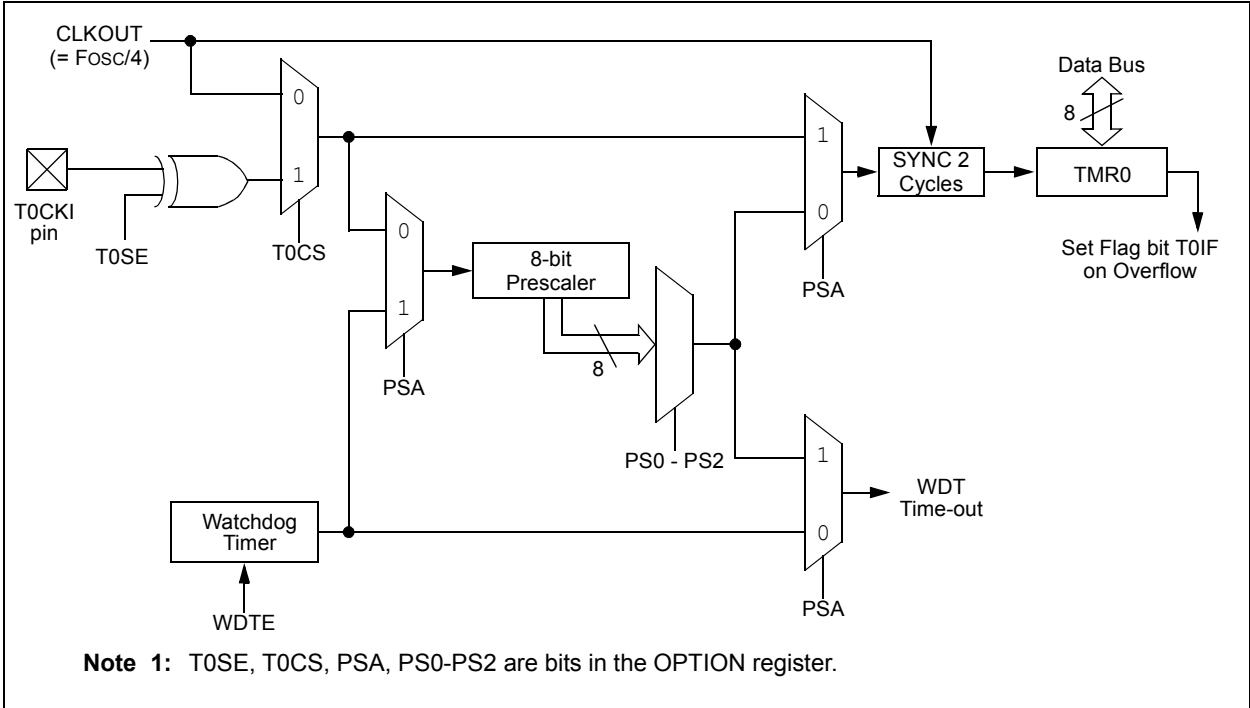 CLKOUT
(= FOSC/4)
0
1
T0CKI
pin
T0SE
T0CS
0
1
PSA
8-bit
Prescaler
8
PS0 - PS2
1
0
PSA
SYNC 2
Cycles
Data Bus
8
TMR0
Set Flag bit T0IF
on Overflow
Watchdog
Timer
WDTE
1
0
PSA
WDT
Time-out
Note 1: T0SE, T0CS, PSA, PS0-PS2 are bits in the OPTION register.